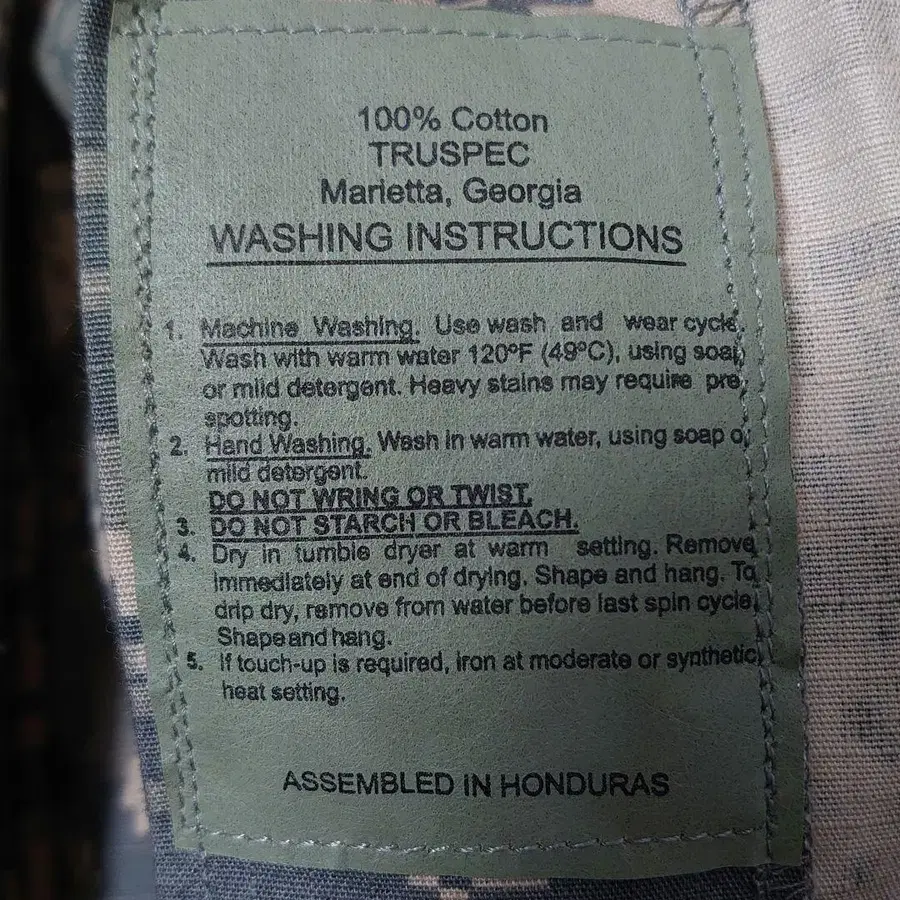 100% Cotton
TRUSPEC
Marietta, Georgia
WASHING INSTRUCTIONS
1. Machine Washing. Use wash and wear cycle.
Wash with warm water 120ºF (49ºC), using soap
or mild detergent. Heavy stains may require pre
spotting.
2. Hand Washing. Wash in warm water, using soap or
mild detergent.
DO NOT WRING OR TWIST.
3. DO NOT STARCH OR BLEACH.
4. Dry in tumble dryer at warm setting. Remove
immediately at end of drying. Shape and hang. To
drip dry, remove from water before last spin cycle.
Shape and hang.
5. If touch-up is required, iron at moderate or synthetic
heat setting.
ASSEMBLED IN HONDURAS